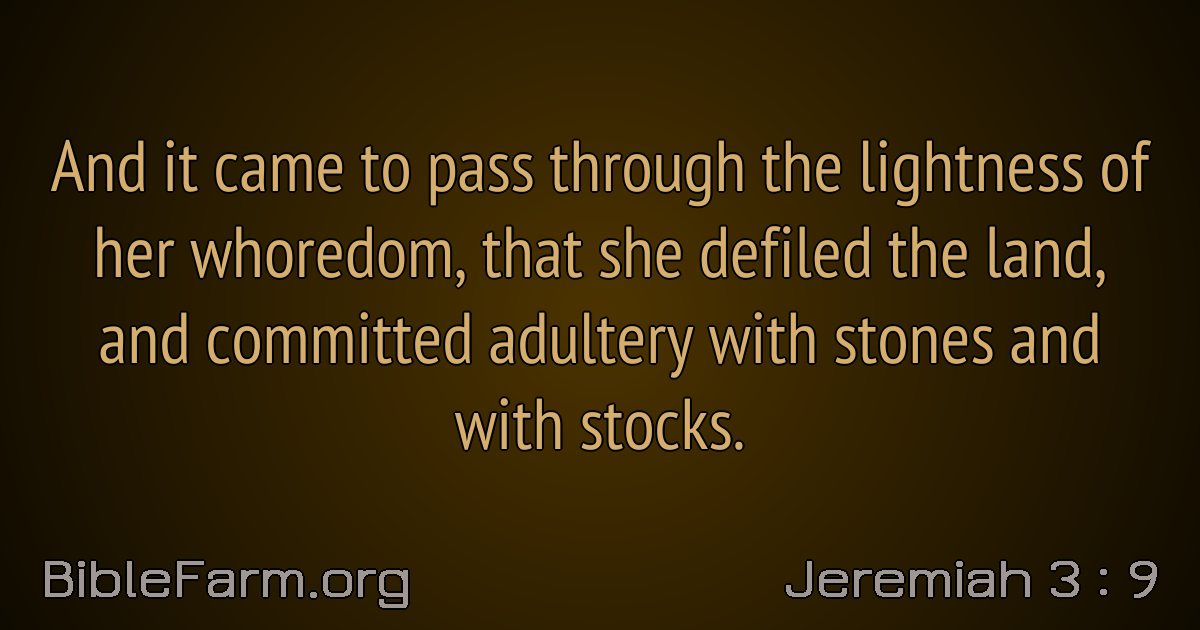 And it came to pass through the lightness of
her whoredom, that she defiled the land,
and committed adultery with stones and
with stocks.
BibleFarm.org
Jeremiah 3 : 9